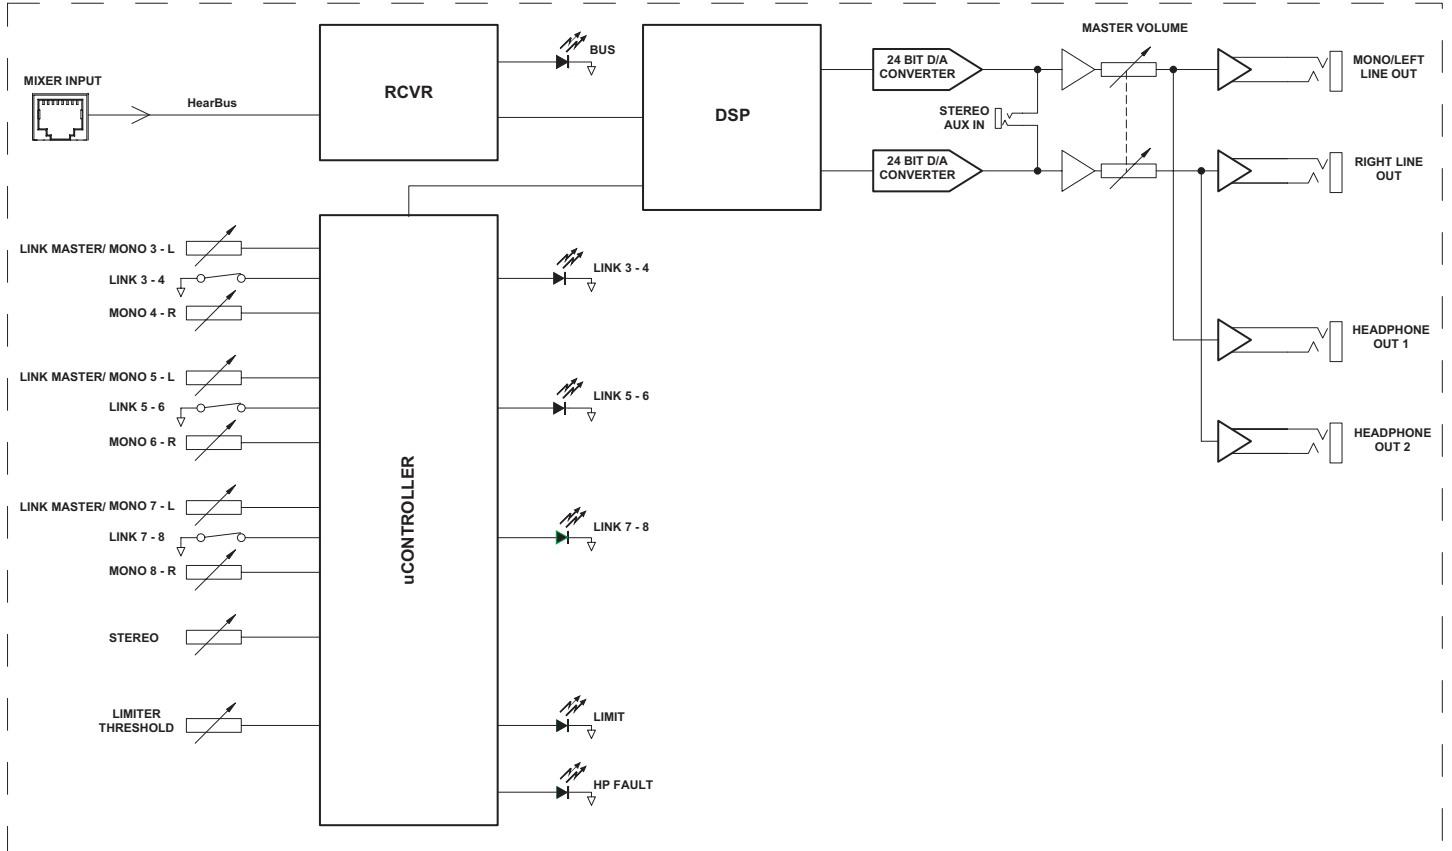 MASTER VOLUME
BUS
24 BIT D/A
CONVERTER
MONO/LEFT
LINE OUT
MIXER INPUT
RCVR
HearBus
DSP
STEREO
AUX IN
24 BIT D/A
CONVERTER
RIGHT LINE
OUT
LINK MASTER/ MONO 3 - L
LINK 3 - 4
LINK 3 - 4
MONO 4 - R
HEADPHONE
OUT 1
LINK MASTER/ MONO 5 - L
LINK 5 - 6
LINK 5 - 6
MONO 6 - R
HEADPHONE
OUT 2
uCONTROLLER
LINK MASTER/ MONO 7 - L
LINK 7 - 8
LINK 7 - 8
MONO 8 - R
STEREO
LIMITER
THRESHOLD
LIMIT
HP FAULT